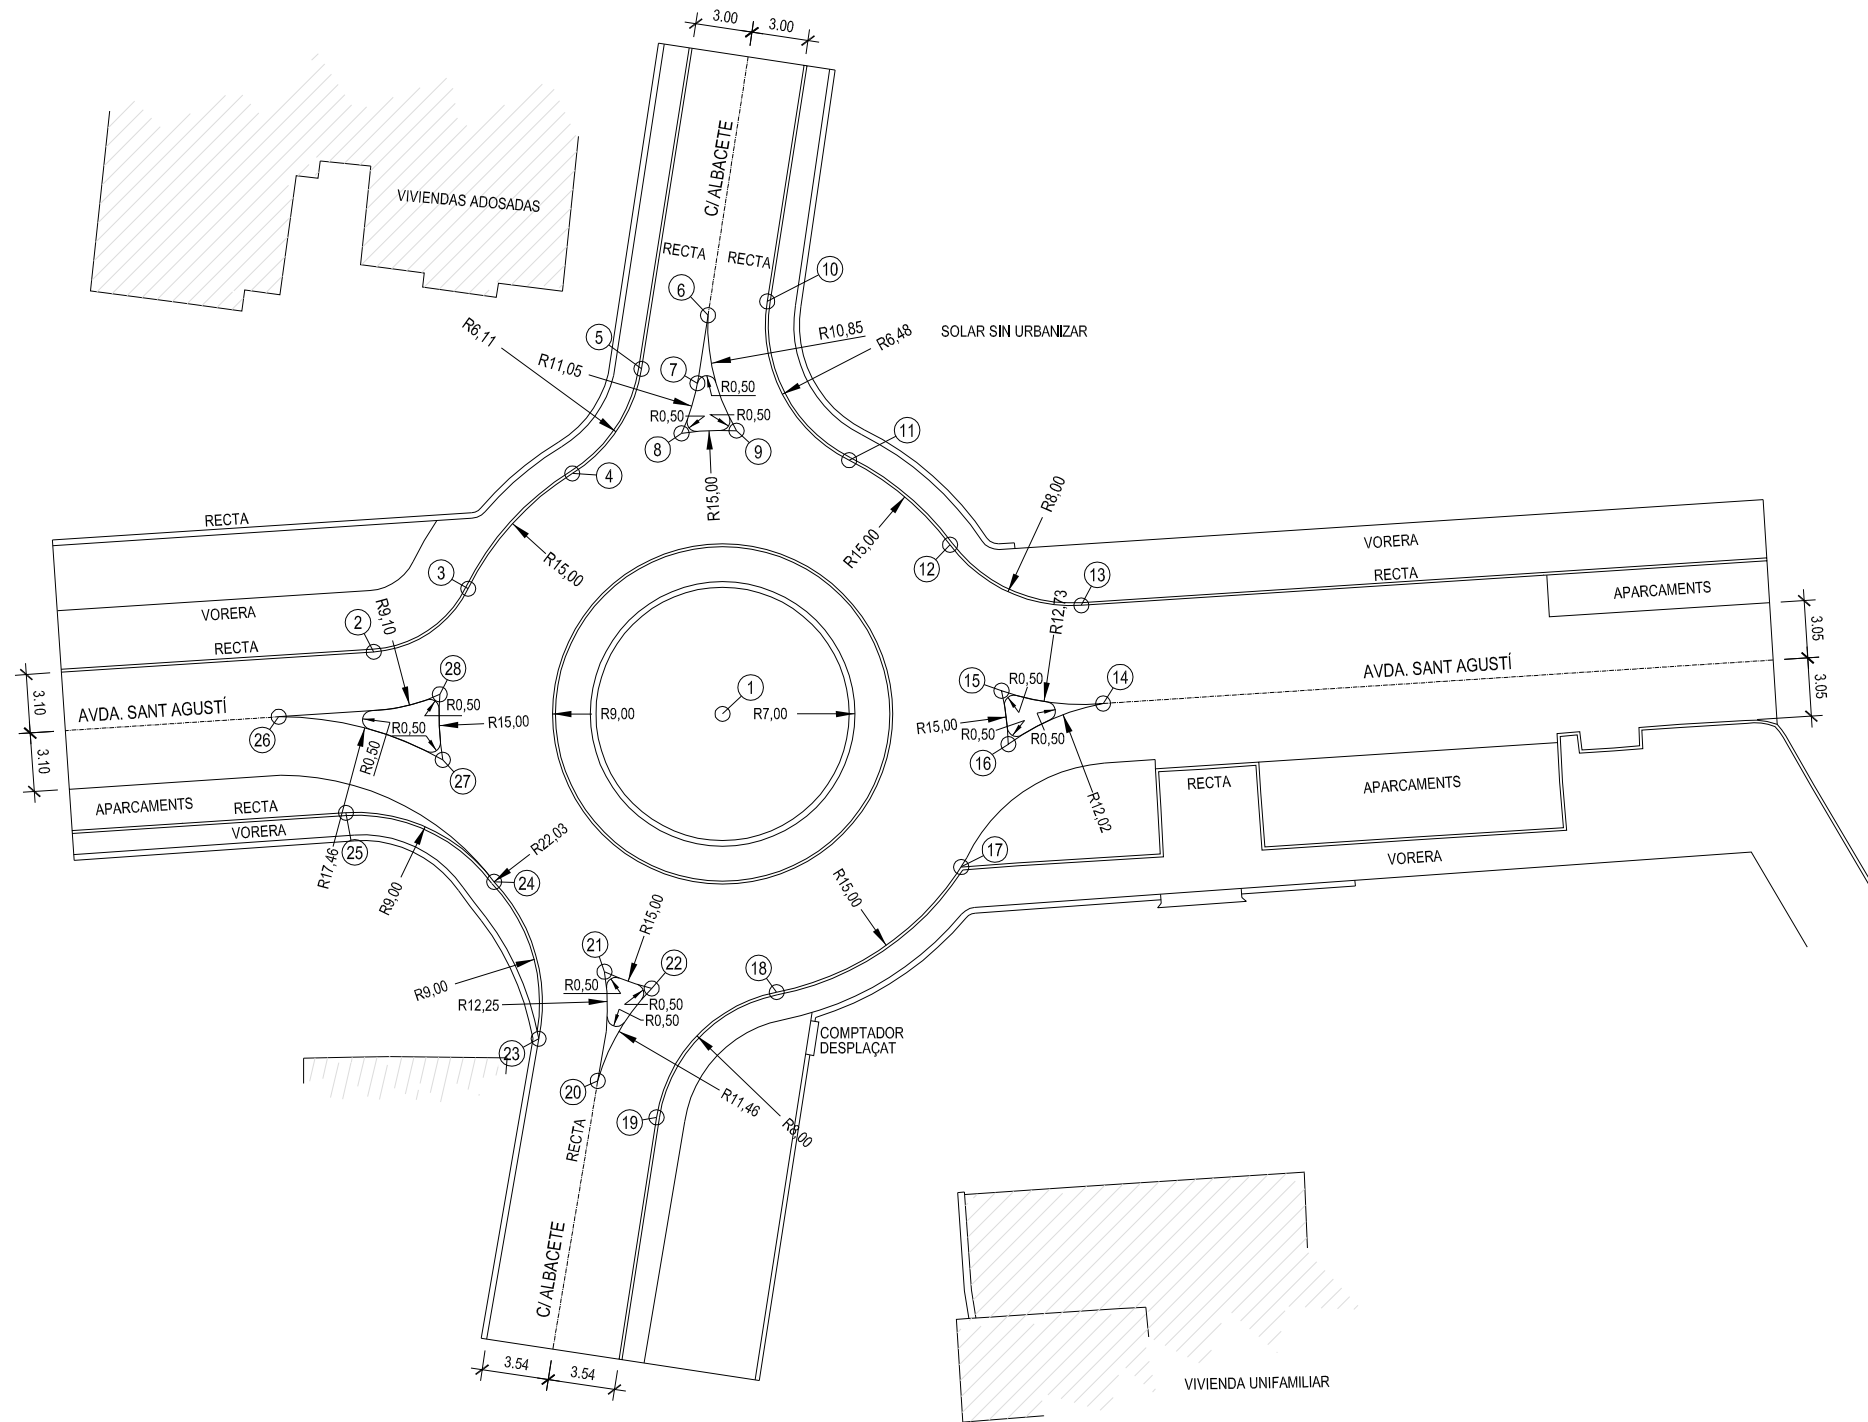 3.00
3.00
C/ ALBACETE
VIVIENDAS ADOSADAS
RECTA
RECTA
10
6
R6,11
5
R10,85
R6,48
SOLAR SIN URBANIZAR
R11,05
7
R0,50
R0,50
R0,50
8
9
11
4
R15,00
R8,00
RECTA
R15,00
R15,00
VORERA
12
RECTA
3
13
APARCAMENTS
VORERA
R9,10
R12,73
3.05
2
RECTA
AVDA. SANT AGUSTÍ
28
15
R0,50
14
3.05
3.10
AVDA. SANT AGUSTÍ
R0,50
1
R9,00
R7,00
R15,00
R15,00
R0,50
R0,50
26
R0,50
R0,50
16
3.10
27
APARCAMENTS
RECTA
RECTA
APARCAMENTS
R12,02
VORERA
25
R22,03
17
VORERA
R17,46
R9,00
24
R15,00
R15,00
21
22
18
R9,00
R0,50
R12,25
R0,50
R0,50
COMPTADOR
DESPLAÇAT
23
20
R11,46
19
R8,00
RECTA
C/ ALBACETE
3.54
3.54
VIVIENDA UNIFAMILIAR